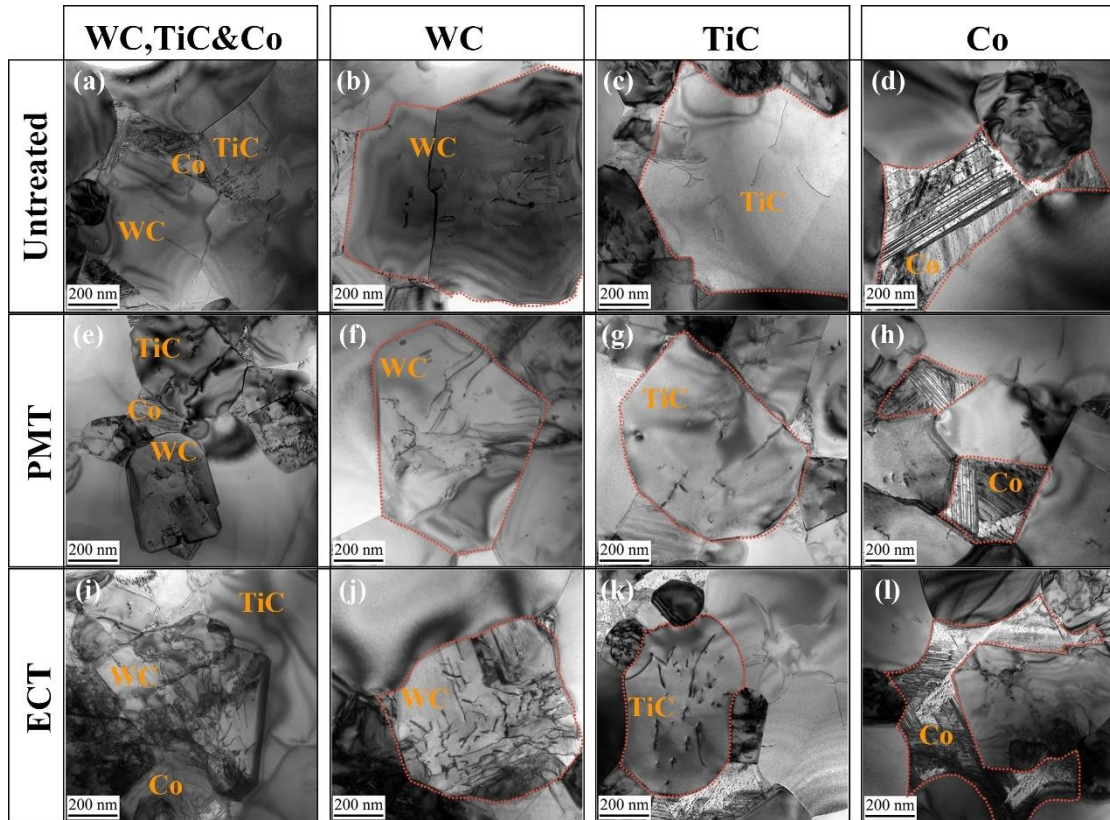 WC,TiC&Co WC TiC Co
Untreated
(a) TiC Co WC 200 nm
(b) WC 200 nm
(c) TiC 200 nm
(d) Co 200 nm
PMT
(e) TiC Co WC 200 nm
(f) WC 200 nm
(g) TiC 200 nm
(h) Co 200 nm
ECT
(i) TiC WC Co 200 nm
(j) WC 200 nm
(k) TiC 200 nm
(l) Co 200 nm